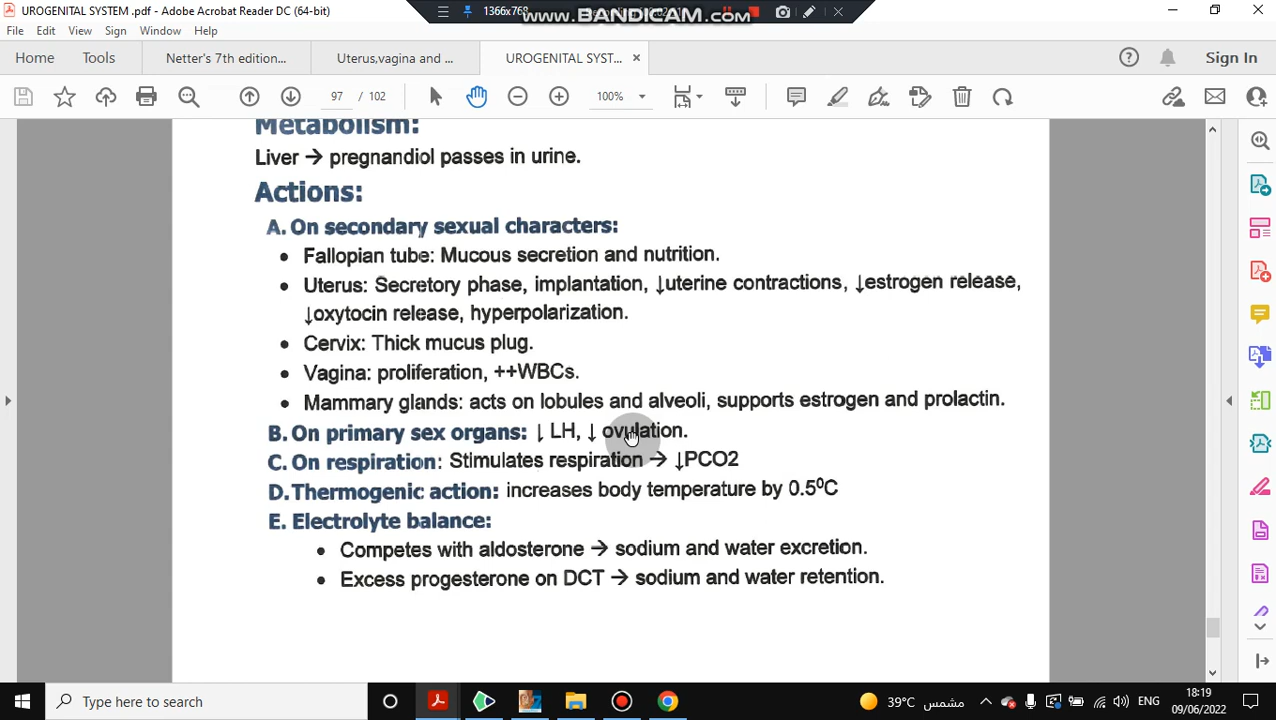 UROGENITAL SYSTEM .pdf - Adobe Acrobat Reader DC (64-bit)
1366x768
www.BANDICAM.com
File Edit View Sign Window Help
Home Tools Netter's 7th edition... Uterus,vagina and ... UROGENITAL SYST... Sign In
97 / 102 100%
Metabolism:
Liver → pregnandiol passes in urine.
Actions:
A. On secondary sexual characters:
• Fallopian tube: Mucous secretion and nutrition.
• Uterus: Secretory phase, implantation, ↓uterine contractions, ↓estrogen release,
↓oxytocin release, hyperpolarization.
• Cervix: Thick mucus plug.
• Vagina: proliferation, ++WBCs.
• Mammary glands: acts on lobules and alveoli, supports estrogen and prolactin.
B. On primary sex organs: ↓ LH, ↓ ovulation.
C. On respiration: Stimulates respiration → ↓PCO2
D. Thermogenic action: increases body temperature by 0.5⁰C
E. Electrolyte balance:
• Competes with aldosterone → sodium and water excretion.
• Excess progesterone on DCT → sodium and water retention.
Type here to search
39°C مشمس
ENG
18:19
09/06/2022